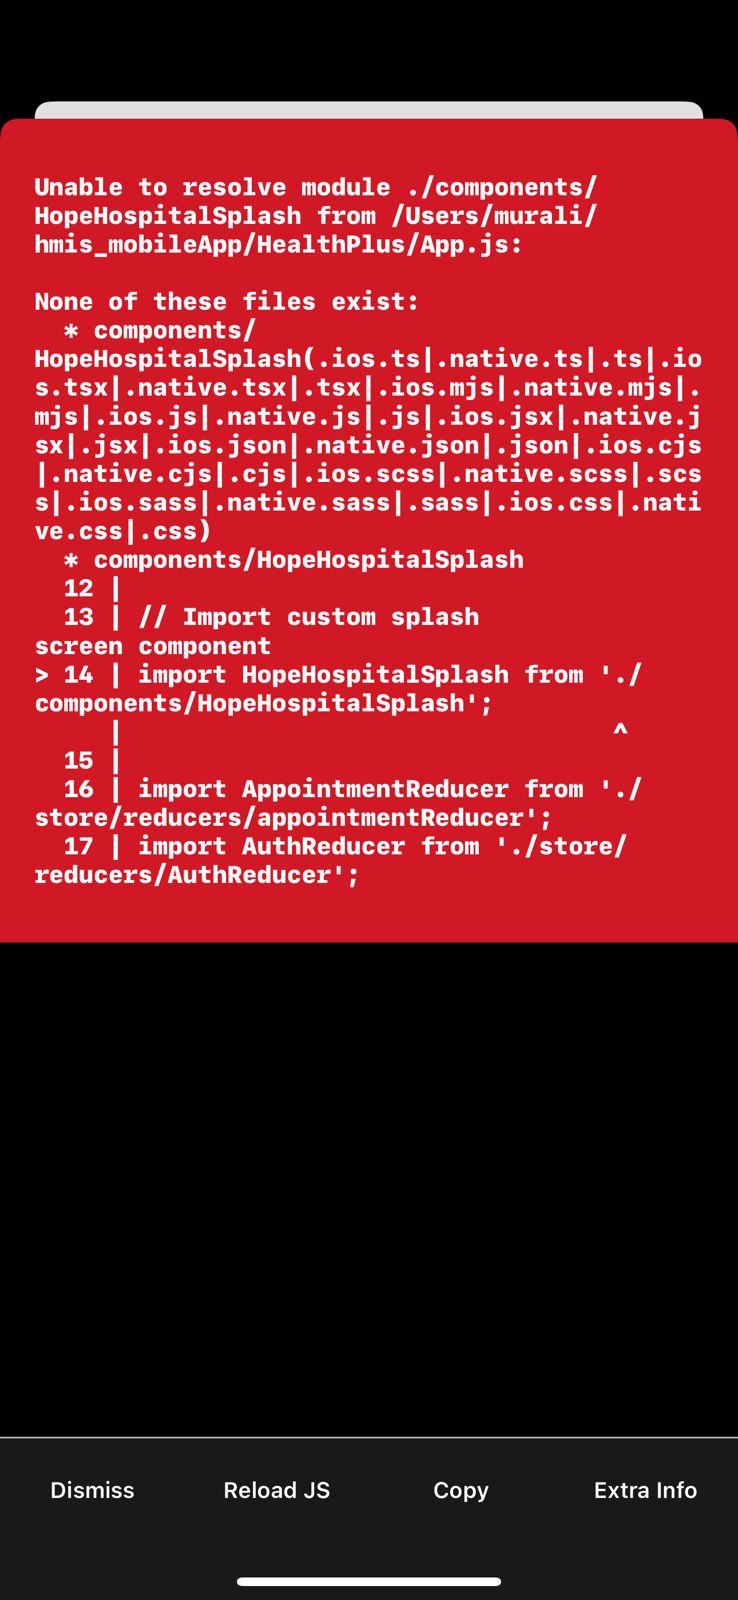 Unable to resolve module ./components/
HopeHospitalSplash from /Users/murali/
hmis_mobileApp/HealthPlus/App.js:

None of these files exist:
  * components/
HopeHospitalSplash(.ios.ts|.native.ts|.ts|.io
s.tsx|.native.tsx|.tsx|.ios.mjs|.native.mjs|.
mjs|.ios.js|.native.js|.js|.ios.jsx|.native.j
sx|.jsx|.ios.json|.native.json|.json|.ios.cjs
|.native.cjs|.cjs|.ios.scss|.native.scss|.scs
s|.ios.sass|.native.sass|.sass|.ios.css|.nati
ve.css|.css)
  * components/HopeHospitalSplash
  12 |
  13 | // Import custom splash
screen component
> 14 | import HopeHospitalSplash from './
components/HopeHospitalSplash';
     |                                  ^
  15 |
  16 | import AppointmentReducer from './
store/reducers/appointmentReducer';
  17 | import AuthReducer from './store/
reducers/AuthReducer';
Dismiss Reload JS Copy Extra Info